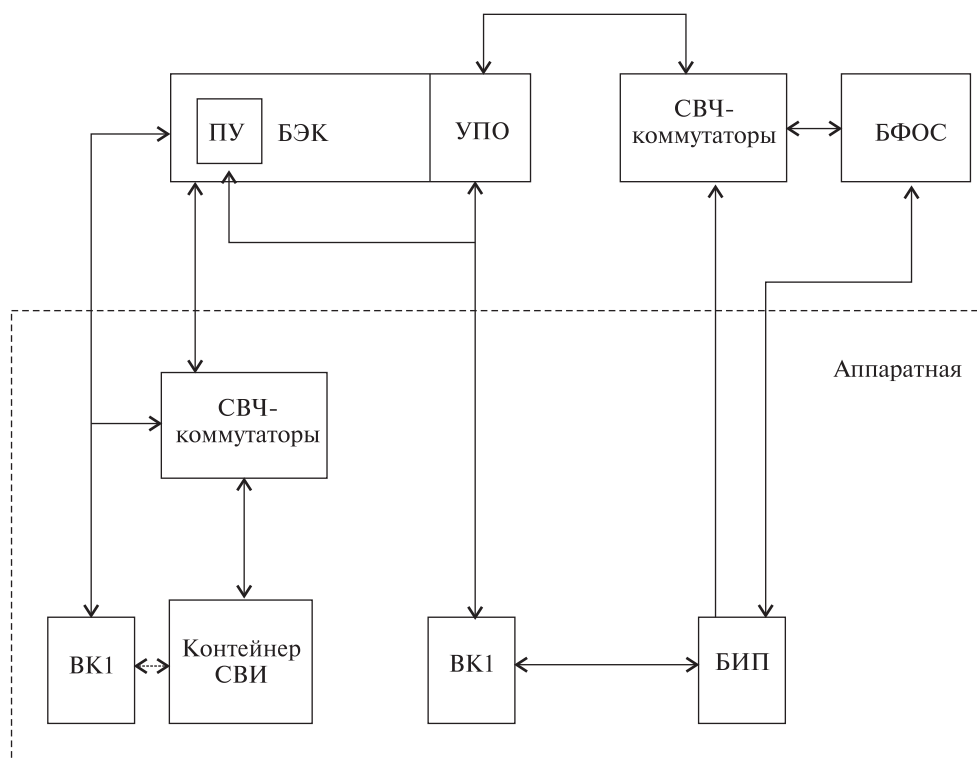 ПУ
БЭК
УПО
СВЧ-
коммутаторы
БФОС
Аппаратная
СВЧ-
коммутаторы
ВК1
Контейнер
СВИ
ВК1
БИП